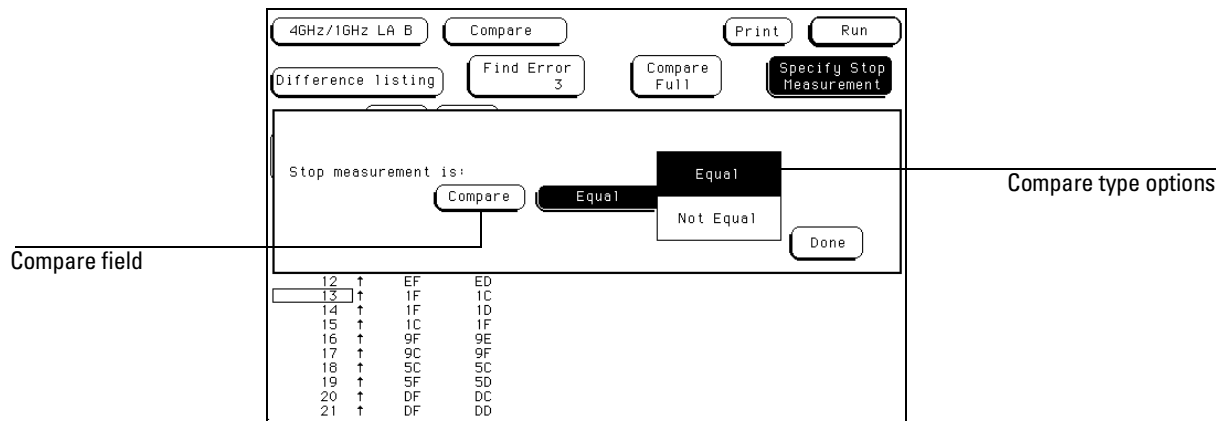 4GHz/1GHz LA B Compare Print Run
Difference listing Find Error 3 Compare Full Specify Stop Measurement
Stop measurement is:
Compare Equal
Equal
Not Equal
Done
Compare type options
Compare field
12 ↑ EF ED
13 ↑ 1F 1C
14 ↑ 1F 1D
15 ↑ 1C 1F
16 ↑ 9F 9E
17 ↑ 9C 9F
18 ↑ 5C 5C
19 ↑ 5F 5D
20 ↑ DF DC
21 ↑ DF DD